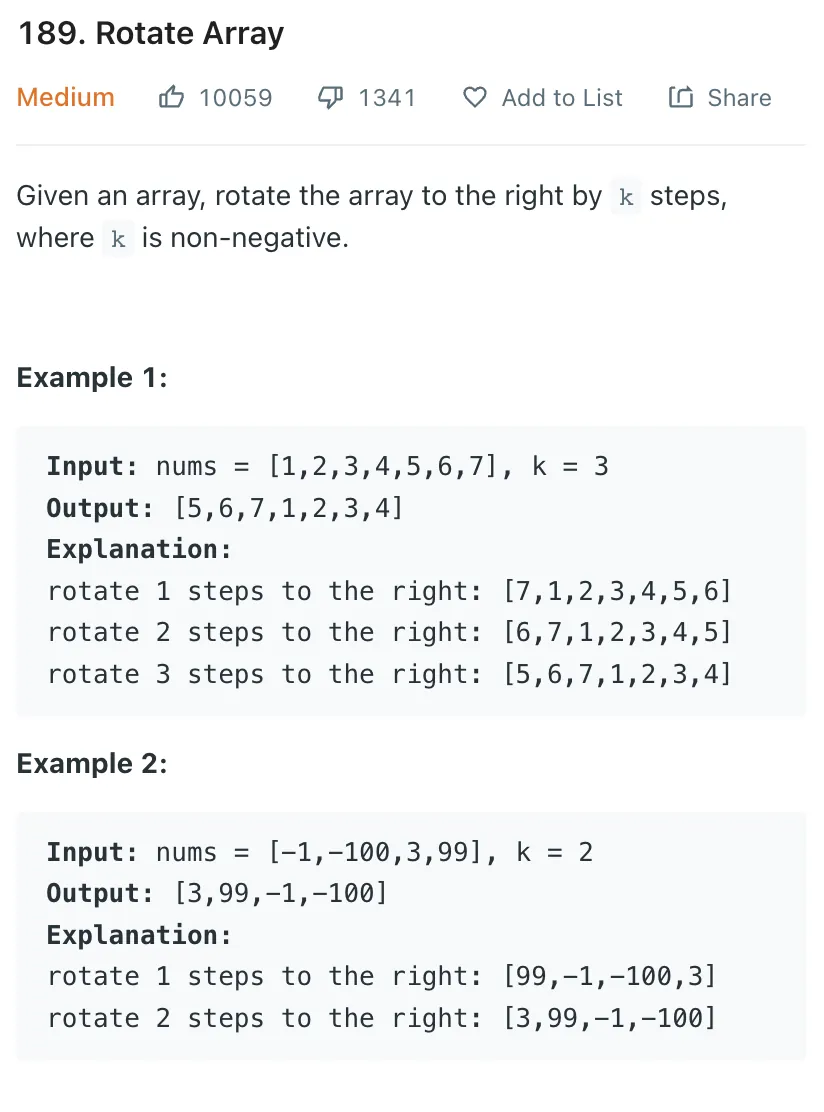 189. Rotate Array
Medium 10059 1341 Add to List Share
Given an array, rotate the array to the right by k steps,
where k is non-negative.
Example 1:
Input: nums = [1,2,3,4,5,6,7], k = 3
Output: [5,6,7,1,2,3,4]
Explanation:
rotate 1 steps to the right: [7,1,2,3,4,5,6]
rotate 2 steps to the right: [6,7,1,2,3,4,5]
rotate 3 steps to the right: [5,6,7,1,2,3,4]
Example 2:
Input: nums = [-1,-100,3,99], k = 2
Output: [3,99,-1,-100]
Explanation:
rotate 1 steps to the right: [99,-1,-100,3]
rotate 2 steps to the right: [3,99,-1,-100]